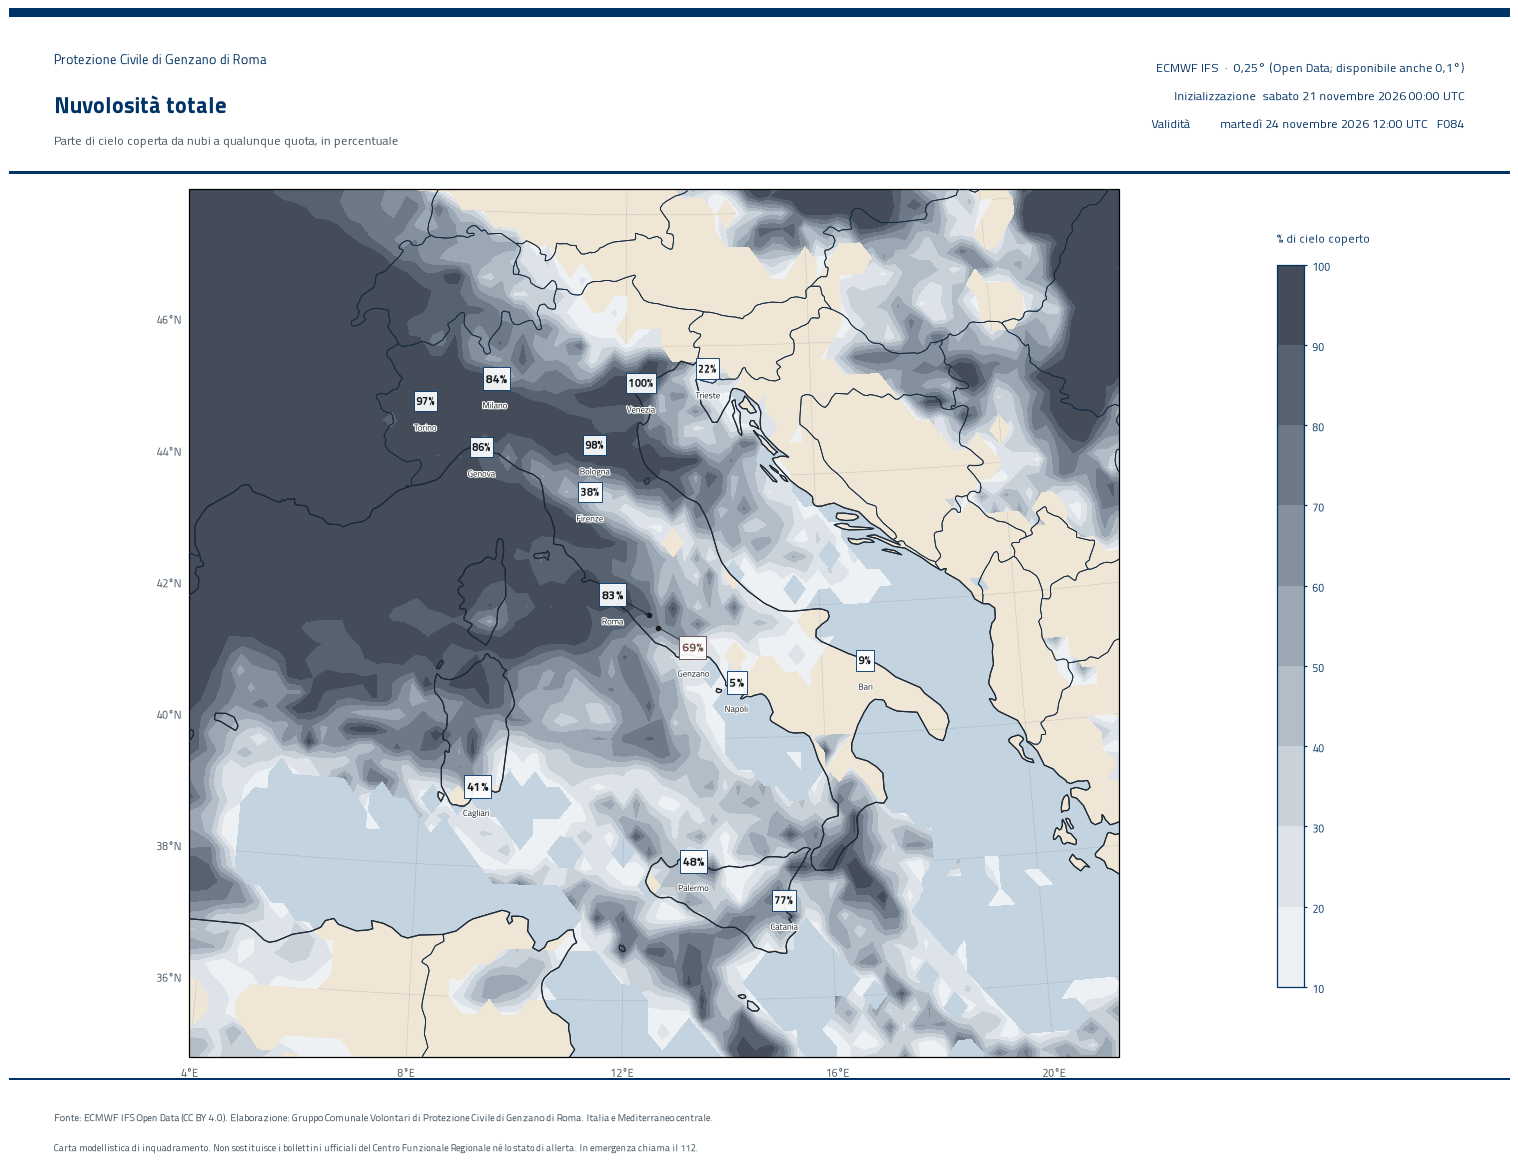 Protezione Civile di Genzano di Roma
Nuvolosità totale
Parte di cielo coperta da nubi a qualunque quota, in percentuale
ECMWF IFS · 0,25° (Open Data; disponibile anche 0,1°)
Inizializzazione sabato 21 novembre 2026 00:00 UTC
Validità martedì 24 novembre 2026 12:00 UTC F084
% di cielo coperto
100
90
80
70
60
50
40
30
20
10
46°N
44°N
42°N
40°N
38°N
36°N
4°E
8°E
12°E
16°E
20°E
22%
Trieste
84%
Milano
100%
Venezia
97%
Torino
86%
Genova
98%
Bologna
38%
Firenze
83%
Roma
69%
Genzano
5%
Napoli
9%
Bari
41%
Cagliari
48%
Palermo
77%
Catania
Fonte: ECMWF IFS Open Data (CC BY 4.0). Elaborazione: Gruppo Comunale Volontari di Protezione Civile di Genzano di Roma. Italia e Mediterraneo centrale.
Carta modellistica di inquadramento. Non sostituisce i bollettini ufficiali del Centro Funzionale Regionale né lo stato di allerta. In emergenza chiama il 112.